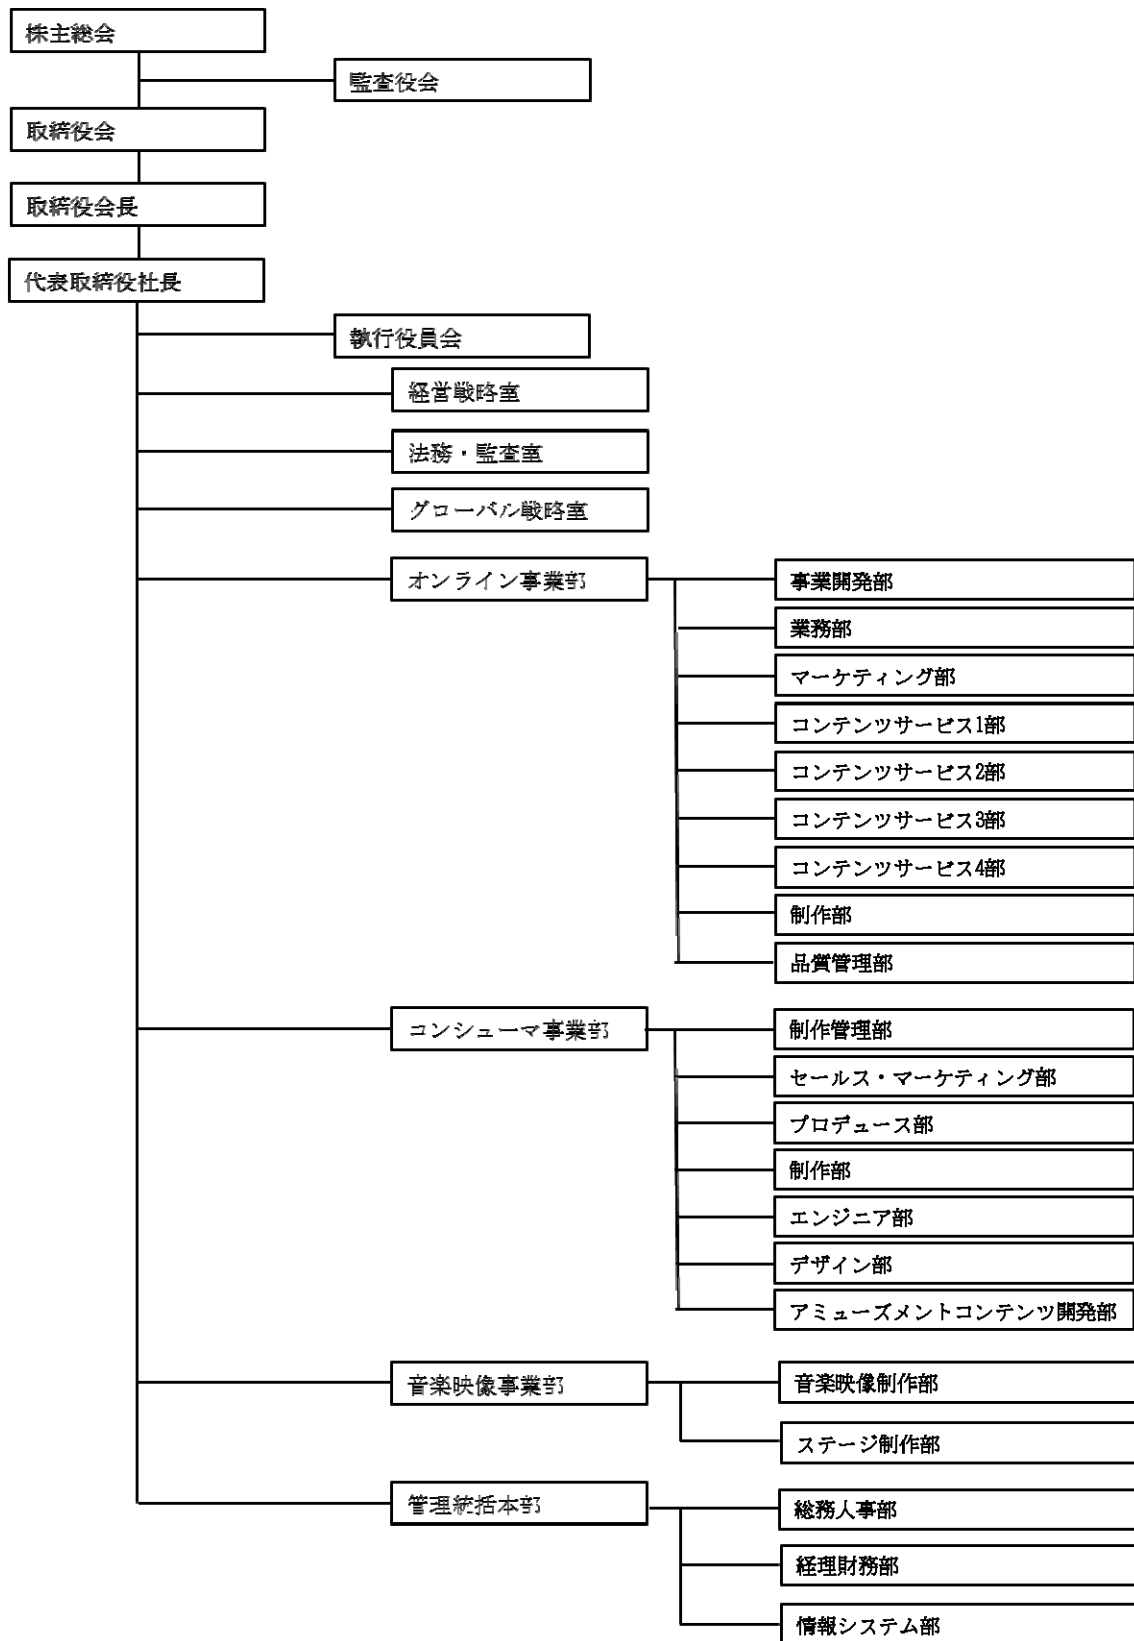 株主総会
監査役会
取締役会
取締役会長
代表取締役社長
執行役員会
経営戦略室
法務・監査室
グローバル戦略室
オンライン事業部
事業開発部
業務部
マーケティング部
コンテンツサービス1部
コンテンツサービス2部
コンテンツサービス3部
コンテンツサービス4部
制作部
品質管理部
コンシューマ事業部
制作管理部
セールス・マーケティング部
プロデュース部
制作部
エンジニア部
デザイン部
アミューズメントコンテンツ開発部
音楽映像事業部
音楽映像制作部
ステージ制作部
管理統括本部
総務人事部
経理財務部
情報システム部